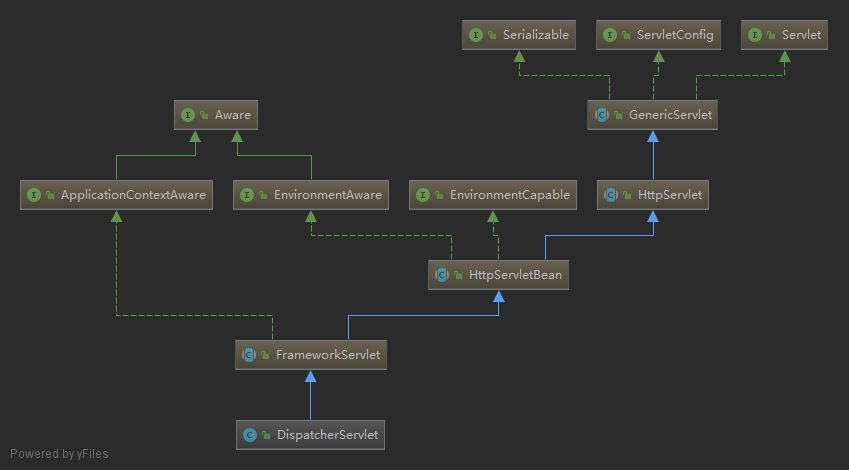 Serializable
ServletConfig
Servlet
Aware
GenericServlet
ApplicationContextAware
EnvironmentAware
EnvironmentCapable
HttpServlet
HttpServletBean
FrameworkServlet
DispatcherServlet
Powered by yFiles